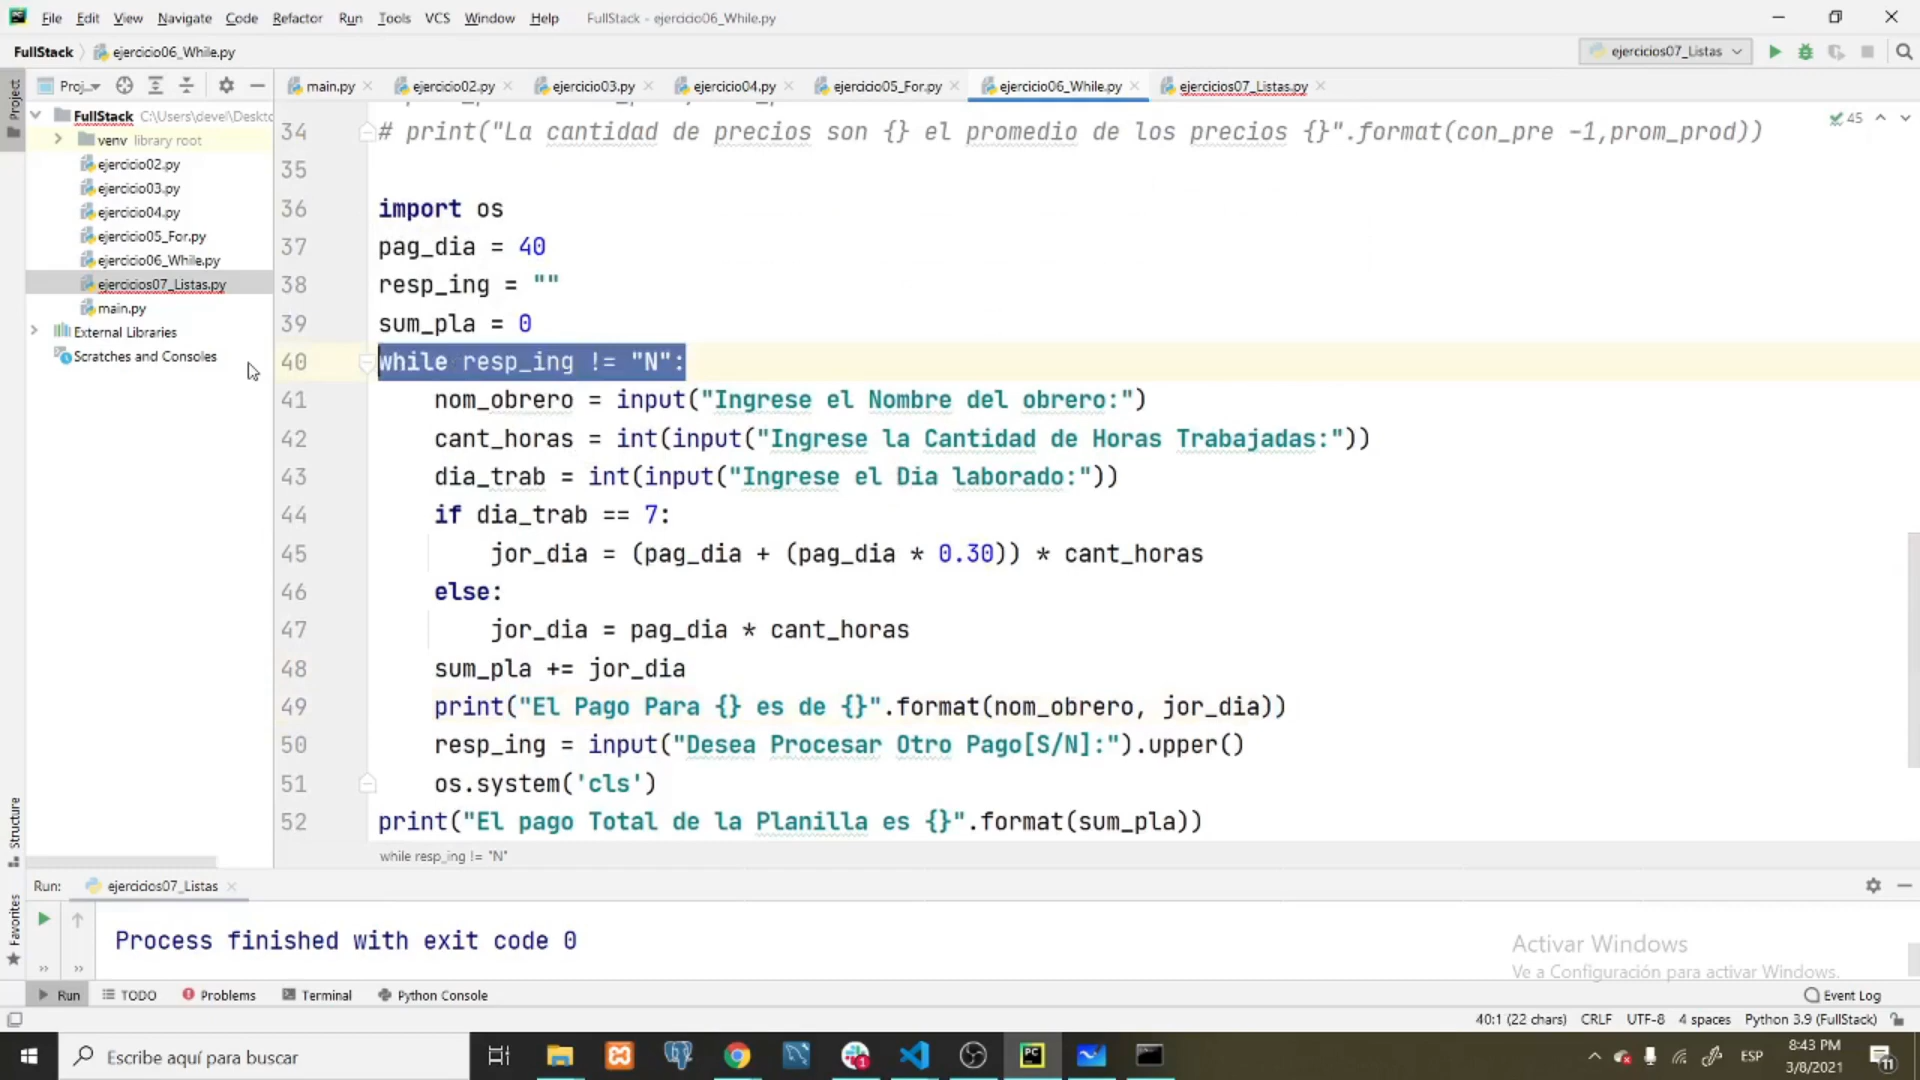 File Edit View Navigate Code Refactor Run Tools VCS Window Help FullStack - ejercicio06_While.py
FullStack ejercicio06_While.py ejercicios07_Listas
Project Proj... main.py ejercicio02.py ejercicio03.py ejercicio04.py ejercicio05_For.py ejercicio06_While.py ejercicios07_Listas.py
FullStack C:\Users\devel\Deskto
venv library root
ejercicio02.py
ejercicio03.py
ejercicio04.py
ejercicio05_For.py
ejercicio06_While.py
ejercicios07_Listas.py
main.py
External Libraries
Scratches and Consoles
45
34 # print("La cantidad de precios son {} el promedio de los precios {}".format(con_pre -1,prom_prod))
35
36 import os
37 pag_dia = 40
38 resp_ing = ""
39 sum_pla = 0
40 while resp_ing != "N":
41 nom_obrero = input("Ingrese el Nombre del obrero:")
42 cant_horas = int(input("Ingrese la Cantidad de Horas Trabajadas:"))
43 dia_trab = int(input("Ingrese el Dia laborado:"))
44 if dia_trab == 7:
45 jor_dia = (pag_dia + (pag_dia * 0.30)) * cant_horas
46 else:
47 jor_dia = pag_dia * cant_horas
48 sum_pla += jor_dia
49 print("El Pago Para {} es de {}".format(nom_obrero, jor_dia))
50 resp_ing = input("Desea Procesar Otro Pago[S/N]:").upper()
51 os.system('cls')
52 print("El pago Total de la Planilla es {}".format(sum_pla))
while resp_ing != "N"
Structure
Favorites
Run: ejercicios07_Listas
Process finished with exit code 0
Activar Windows
Ve a Configuración para activar Windows.
Run TODO Problems Terminal Python Console Event Log
40:1 (22 chars) CRLF UTF-8 4 spaces Python 3.9 (FullStack)
Escribe aquí para buscar
PC
1
ESP
8:43 PM
3/8/2021
11